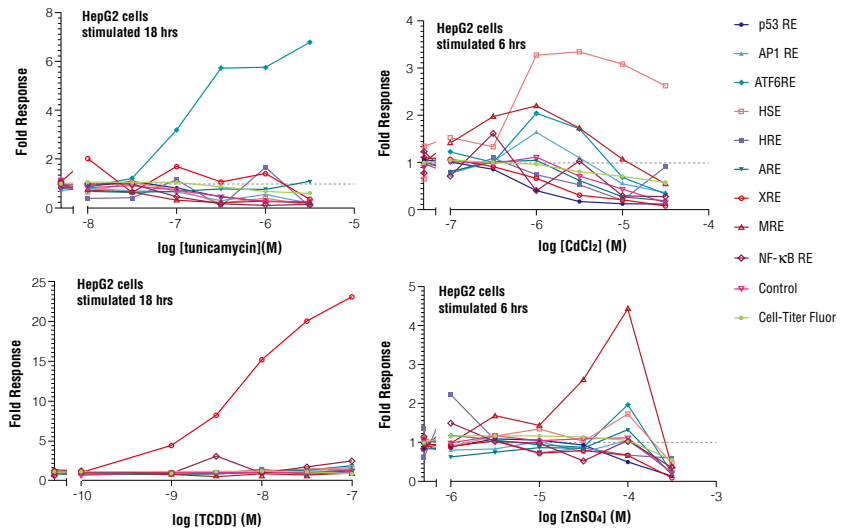 HepG2 cells
stimulated 18 hrs
Fold Response
8
6
4
2
1
0
-8
-7
-6
-5
log [tunicamycin](M)
HepG2 cells
stimulated 6 hrs
Fold Response
4
3
2
1
0
-7
-6
-5
-4
log [CdCl₂] (M)
p53 RE
AP1 RE
ATF6RE
HSE
HRE
ARE
XRE
MRE
NF-κB RE
Control
Cell-Titer Fluor
HepG2 cells
stimulated 18 hrs
Fold Response
25
20
15
10
5
0
-10
-9
-8
-7
log [TCDD] (M)
HepG2 cells
stimulated 6 hrs
Fold Response
5
4
3
2
1
0
-6
-5
-4
-3
log [ZnSO₄] (M)